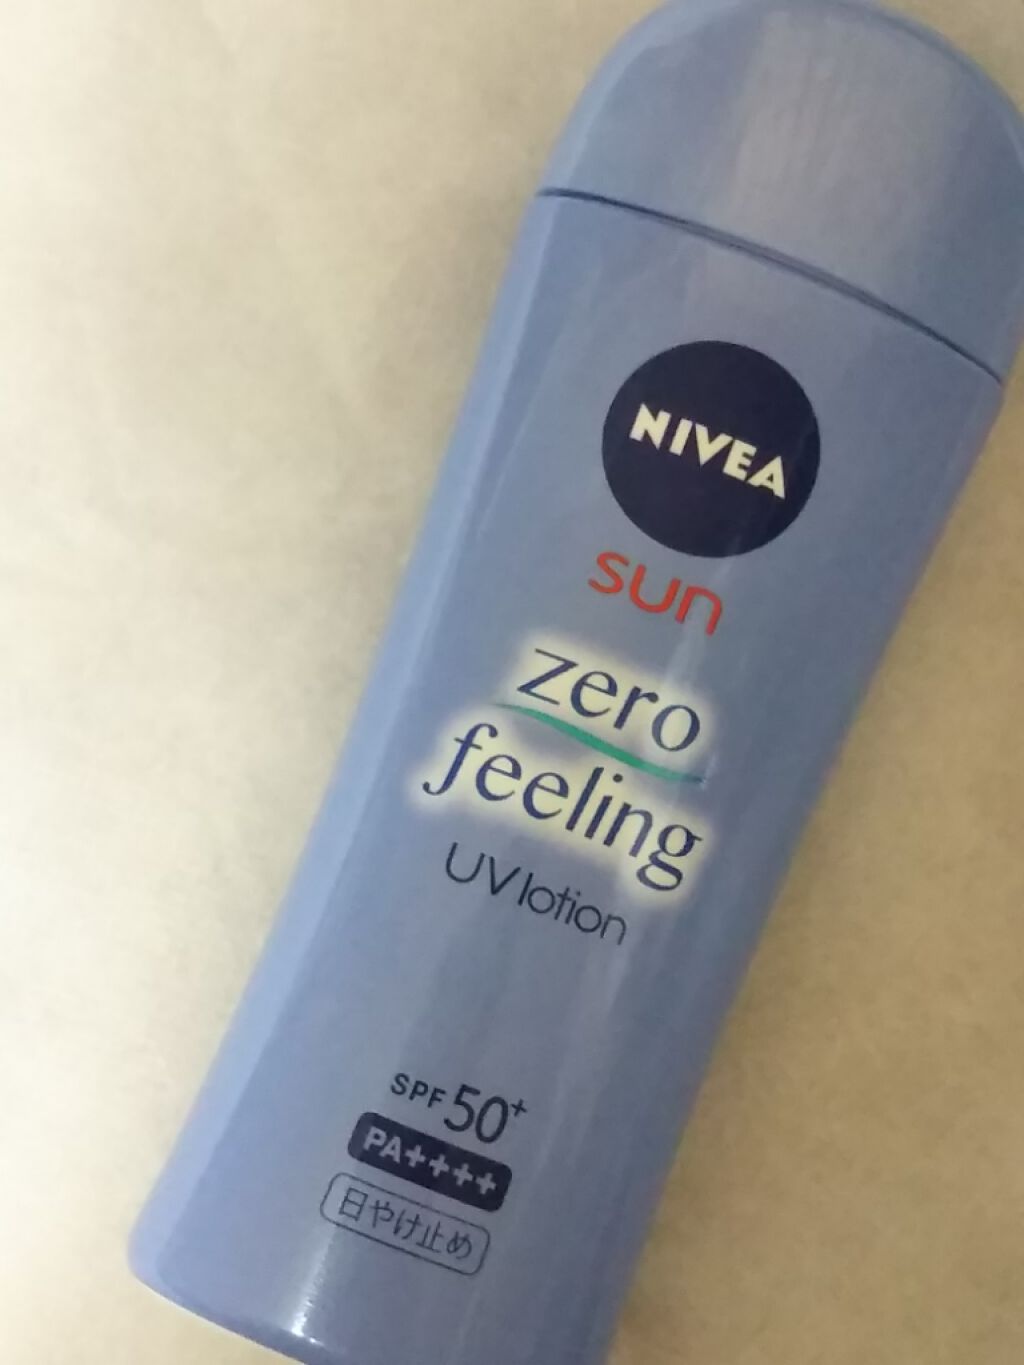 NIVEA
sun
zero
feeling
UV lotion
SPF 50+
PA++++
日やけ止め